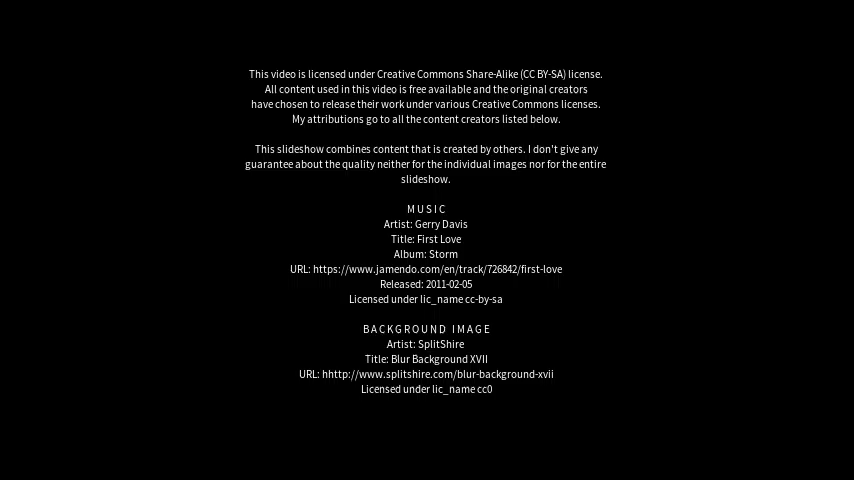 This video is licensed under Creative Commons Share-Alike (CC BY-SA) license.
All content used in this video is free available and the original creators
have chosen to release their work under various Creative Commons licenses.
My attributions go to all the content creators listed below.
This slideshow combines content that is created by others. I don't give any
guarantee about the quality neither for the individual images nor for the entire
slideshow.
MUSIC
Artist: Gerry Davis
Title: First Love
Album: Storm
URL: https://www.jamendo.com/en/track/726842/first-love
Released: 2011-02-05
Licensed under lic_name cc-by-sa
BACKGROUND IMAGE
Artist: SplitShire
Title: Blur Background XVII
URL: hhttp://www.splitshire.com/blur-background-xvii
Licensed under lic_name cc0